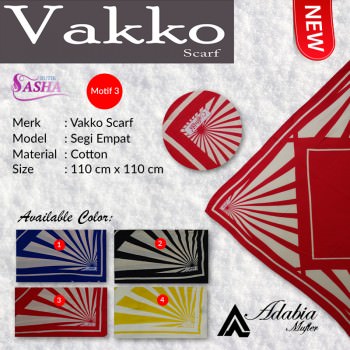 Vakko
Scarf
NEW
BUTIK
SASHA
Motif 3
Merk : Vakko Scarf
Model : Segi Empat
Material : Cotton
Size : 110 cm x 110 cm
Available Color:
1
2
3
4
Adabia
Mufler